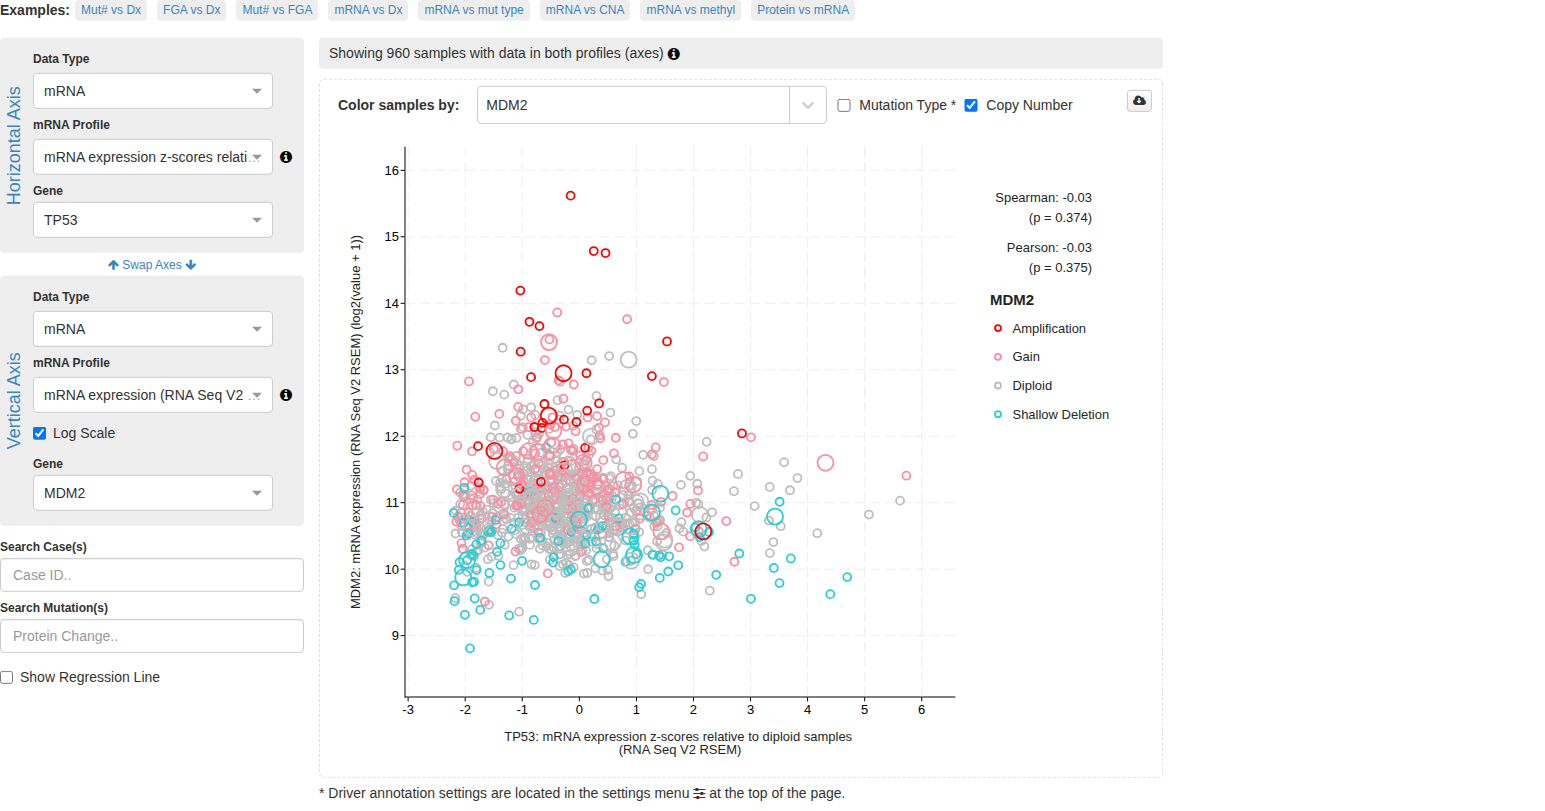 Examples: Mut# vs Dx FGA vs Dx Mut# vs FGA mRNA vs Dx mRNA vs mut type mRNA vs CNA mRNA vs methyl Protein vs mRNA
Horizontal Axis
Data Type
mRNA
mRNA Profile
mRNA expression z-scores relati...
Gene
TP53
Swap Axes
Vertical Axis
Data Type
mRNA
mRNA Profile
mRNA expression (RNA Seq V2 ...
Log Scale
Gene
MDM2
Search Case(s)
Case ID..
Search Mutation(s)
Protein Change..
Show Regression Line
Showing 960 samples with data in both profiles (axes)
Color samples by: MDM2 Mutation Type * Copy Number
MDM2: mRNA expression (RNA Seq V2 RSEM) (log2(value + 1))
16
15
14
13
12
11
10
9
-3 -2 -1 0 1 2 3 4 5 6
TP53: mRNA expression z-scores relative to diploid samples
(RNA Seq V2 RSEM)
Spearman: -0.03
(p = 0.374)
Pearson: -0.03
(p = 0.375)
MDM2
Amplification
Gain
Diploid
Shallow Deletion
* Driver annotation settings are located in the settings menu at the top of the page.